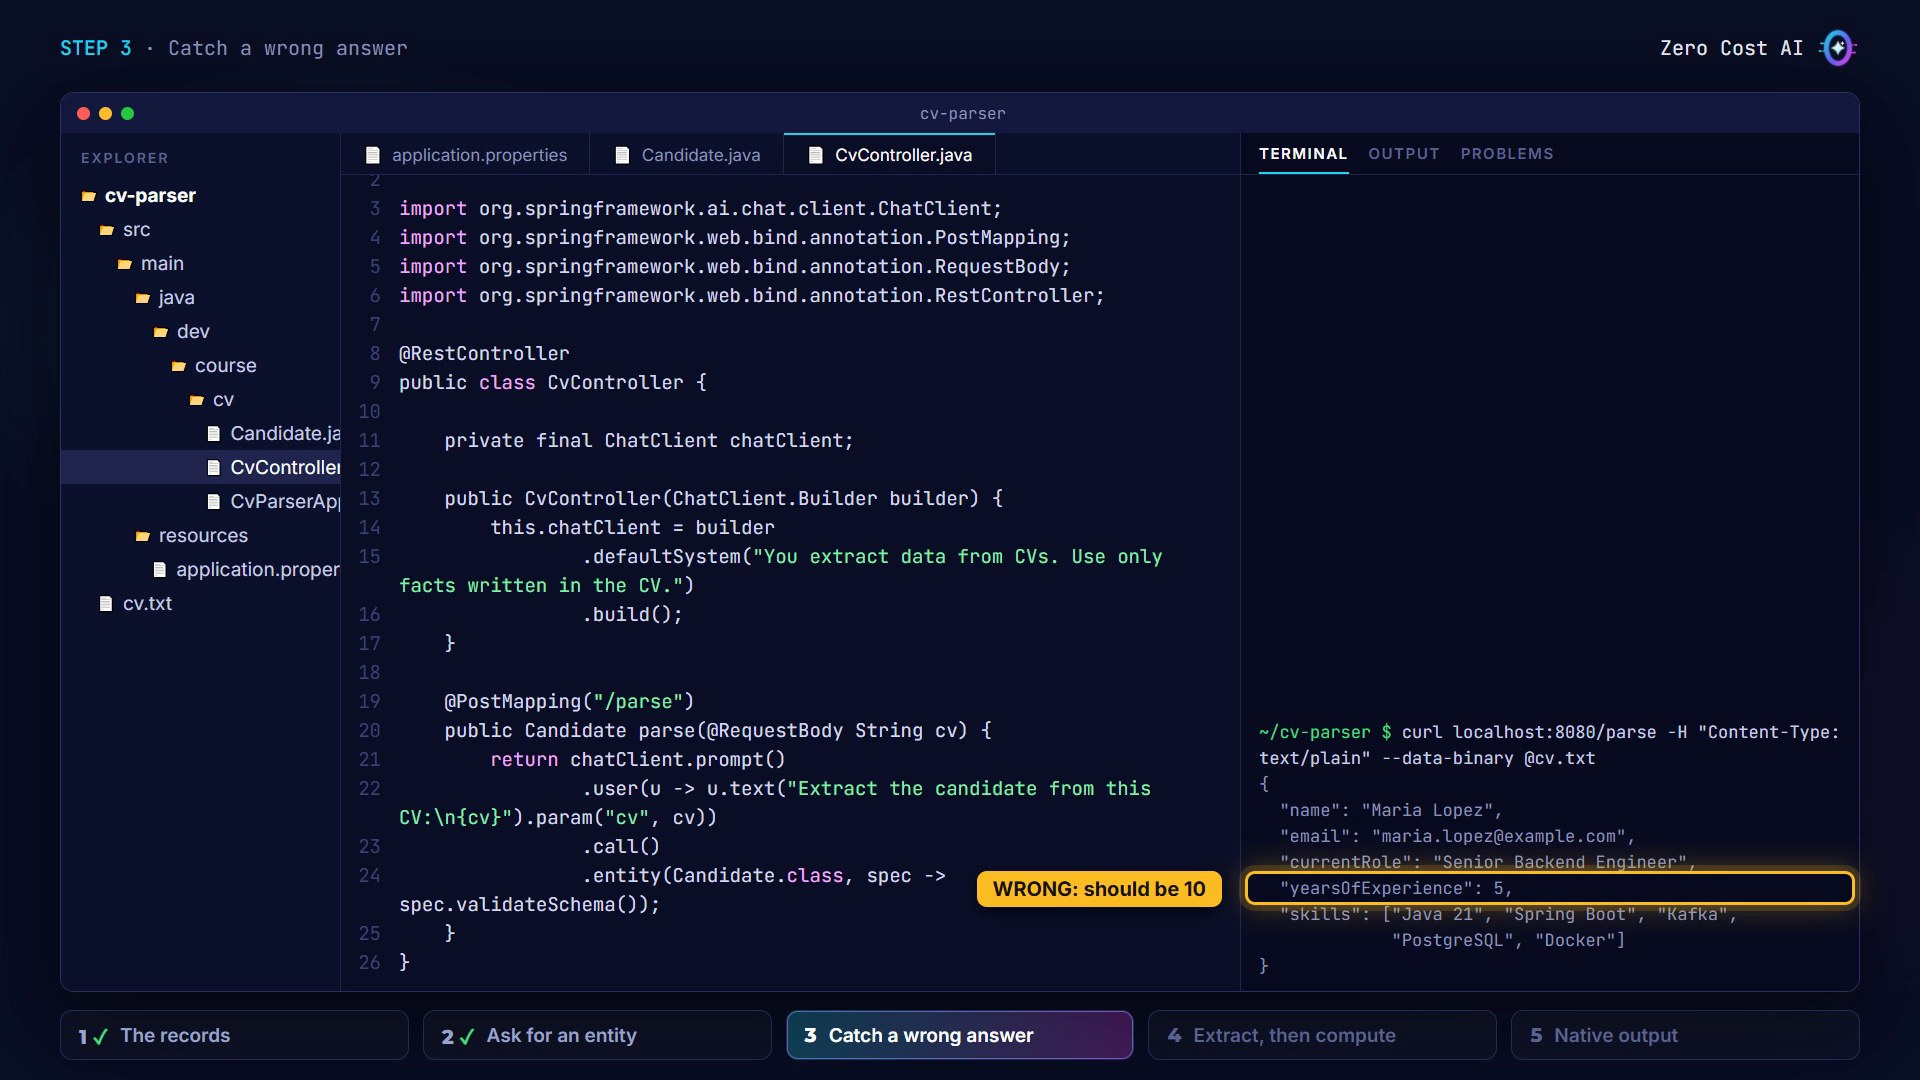 STEP 3 · Catch a wrong answer
Zero Cost AI
cv-parser
EXPLORER
cv-parser
src
main
java
dev
course
cv
Candidate.ja
CvController
CvParserApp
resources
application.proper
cv.txt
application.properties
Candidate.java
CvController.java
2
3 import org.springframework.ai.chat.client.ChatClient;
4 import org.springframework.web.bind.annotation.PostMapping;
5 import org.springframework.web.bind.annotation.RequestBody;
6 import org.springframework.web.bind.annotation.RestController;
7
8 @RestController
9 public class CvController {
10
11     private final ChatClient chatClient;
12
13     public CvController(ChatClient.Builder builder) {
14         this.chatClient = builder
15                 .defaultSystem("You extract data from CVs. Use only
facts written in the CV.")
16                 .build();
17     }
18
19     @PostMapping("/parse")
20     public Candidate parse(@RequestBody String cv) {
21         return chatClient.prompt()
22                 .user(u -> u.text("Extract the candidate from this
CV:\n{cv}").param("cv", cv))
23                 .call()
24                 .entity(Candidate.class, spec ->
spec.validateSchema());
25     }
26 }
WRONG: should be 10
TERMINAL OUTPUT PROBLEMS
~/cv-parser $ curl localhost:8080/parse -H "Content-Type:
text/plain" --data-binary @cv.txt
{
  "name": "Maria Lopez",
  "email": "maria.lopez@example.com",
  "currentRole": "Senior Backend Engineer",
  "yearsOfExperience": 5,
  "skills": ["Java 21", "Spring Boot", "Kafka",
             "PostgreSQL", "Docker"]
}
1 ✓ The records
2 ✓ Ask for an entity
3 Catch a wrong answer
4 Extract, then compute
5 Native output